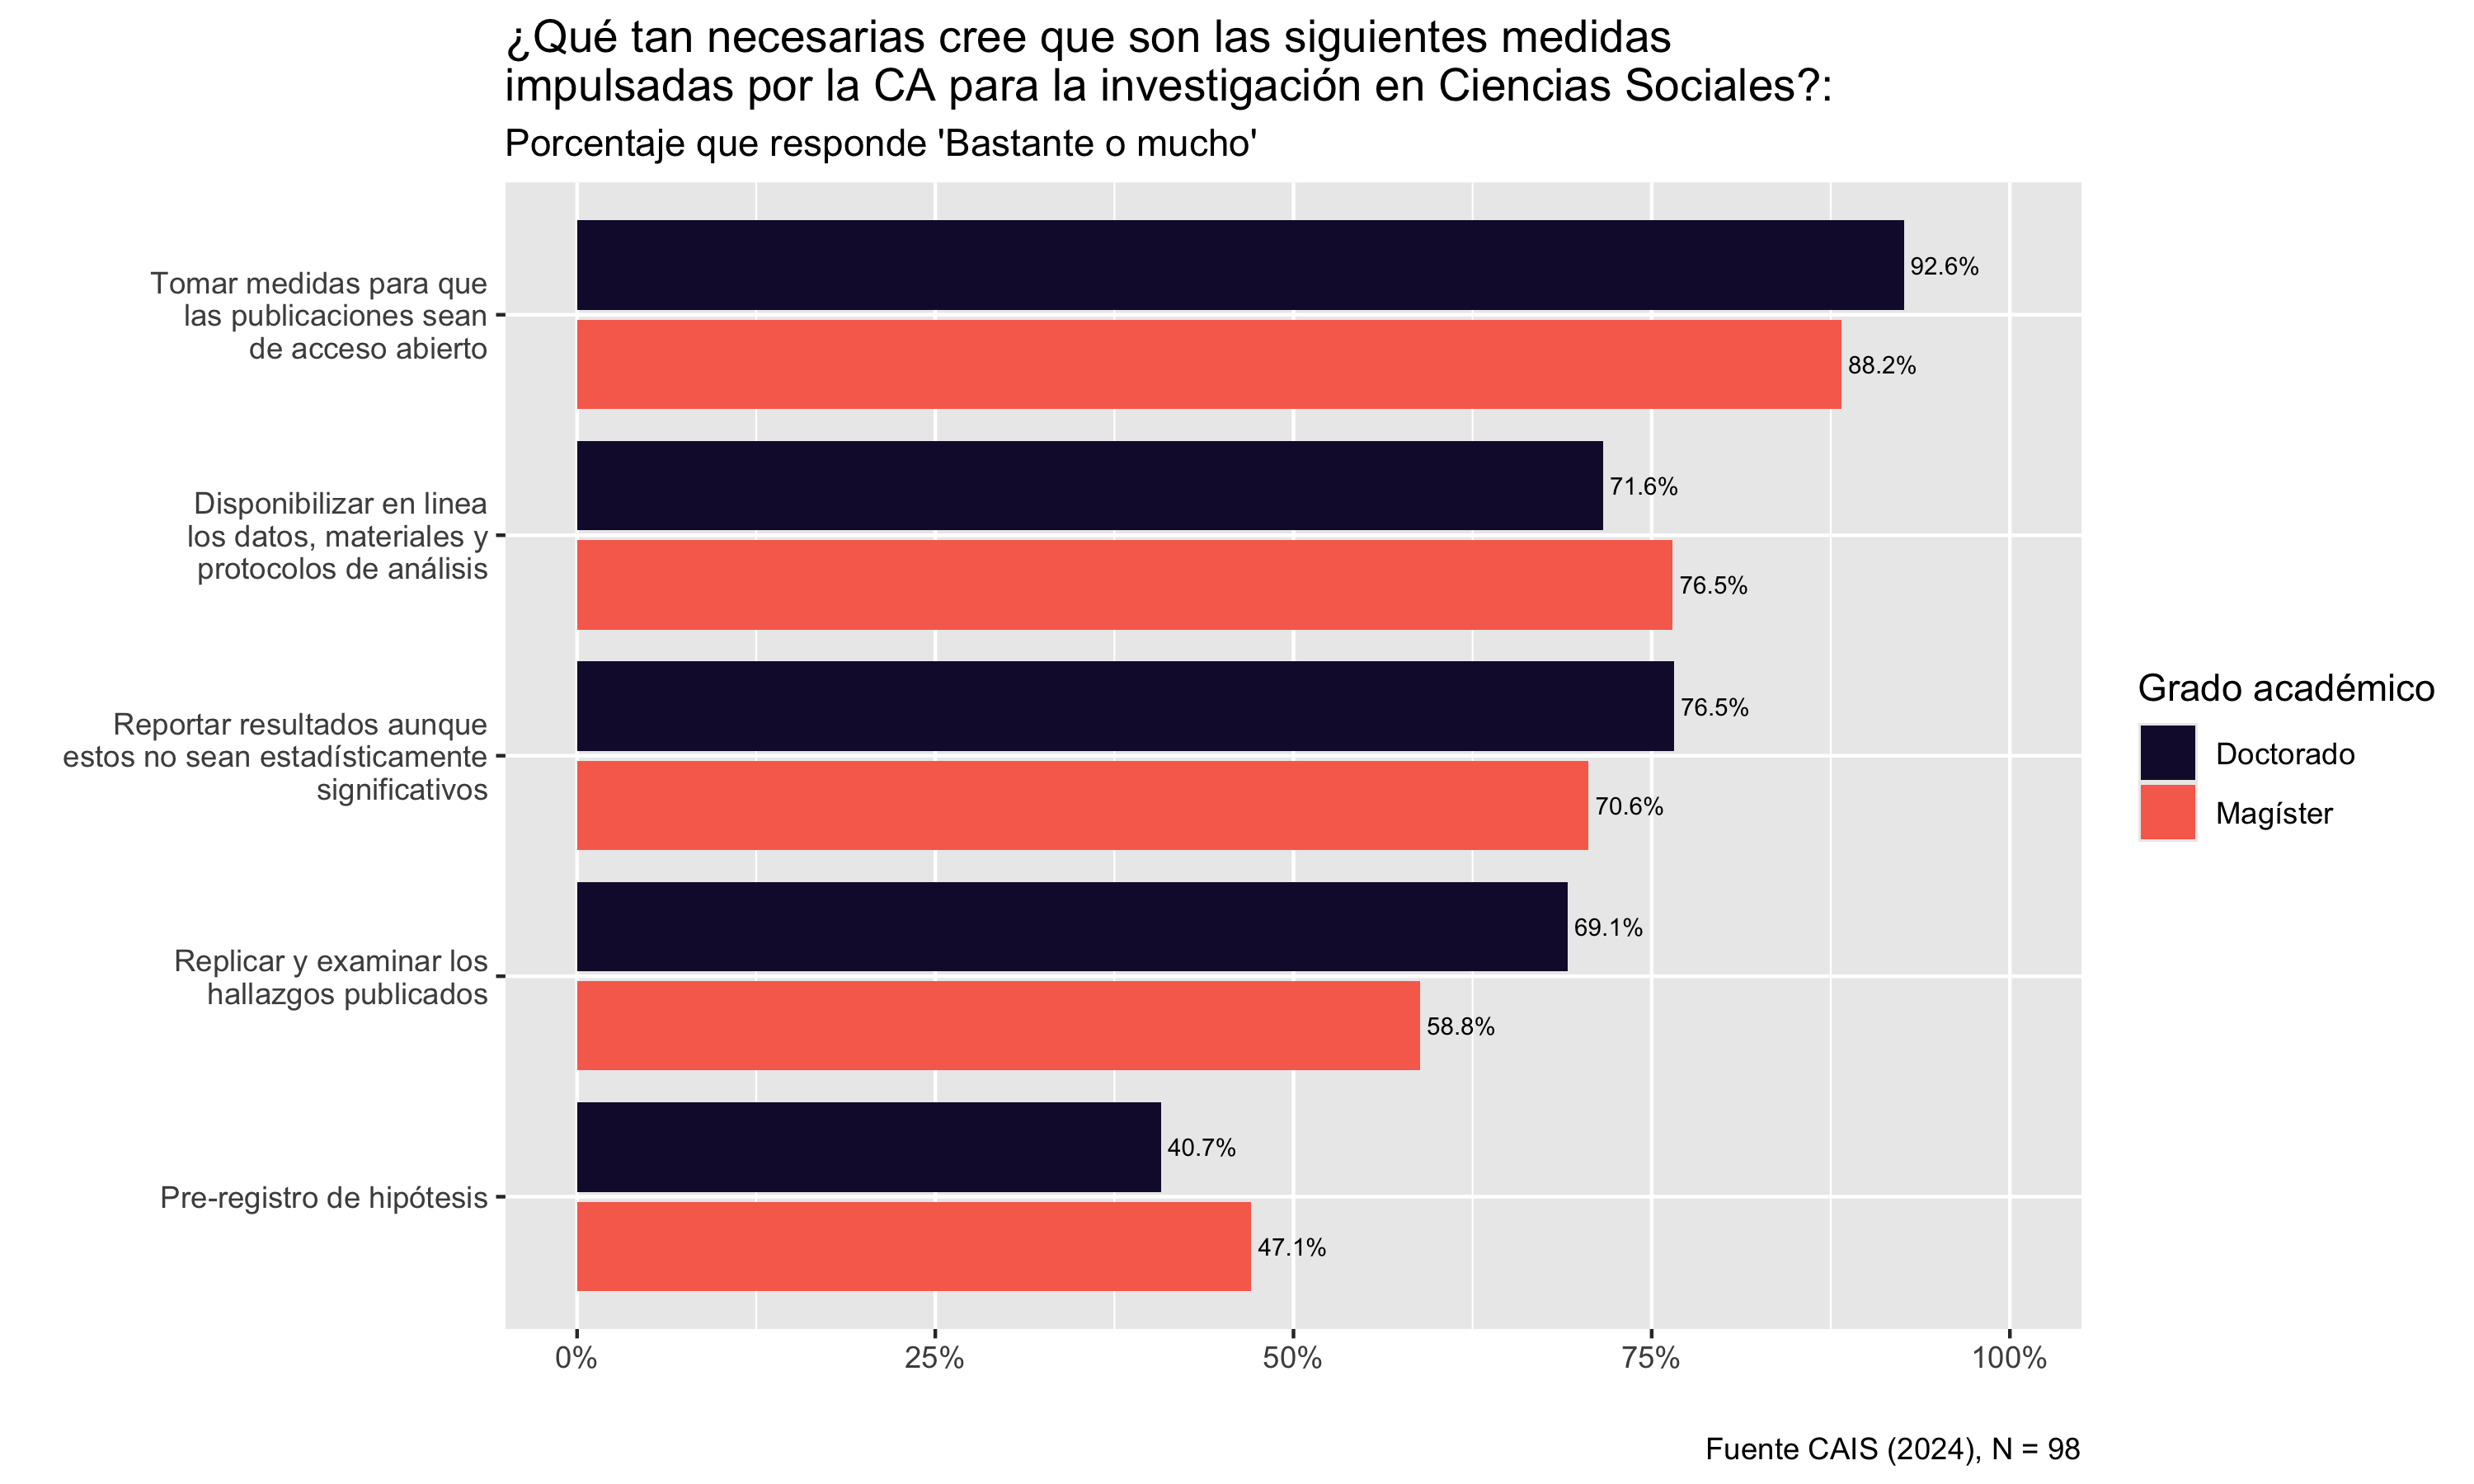 ¿Qué tan necesarias cree que son las siguientes medidas
impulsadas por la CA para la investigación en Ciencias Sociales?:
Porcentaje que responde 'Bastante o mucho'
Tomar medidas para que
las publicaciones sean
de acceso abierto
92.6%
88.2%
Disponibilizar en linea
los datos, materiales y
protocolos de análisis
71.6%
76.5%
Reportar resultados aunque
estos no sean estadísticamente
significativos
76.5%
70.6%
Replicar y examinar los
hallazgos publicados
69.1%
58.8%
Pre-registro de hipótesis
40.7%
47.1%
0%
25%
50%
75%
100%
Grado académico
Doctorado
Magíster
Fuente CAIS (2024), N = 98